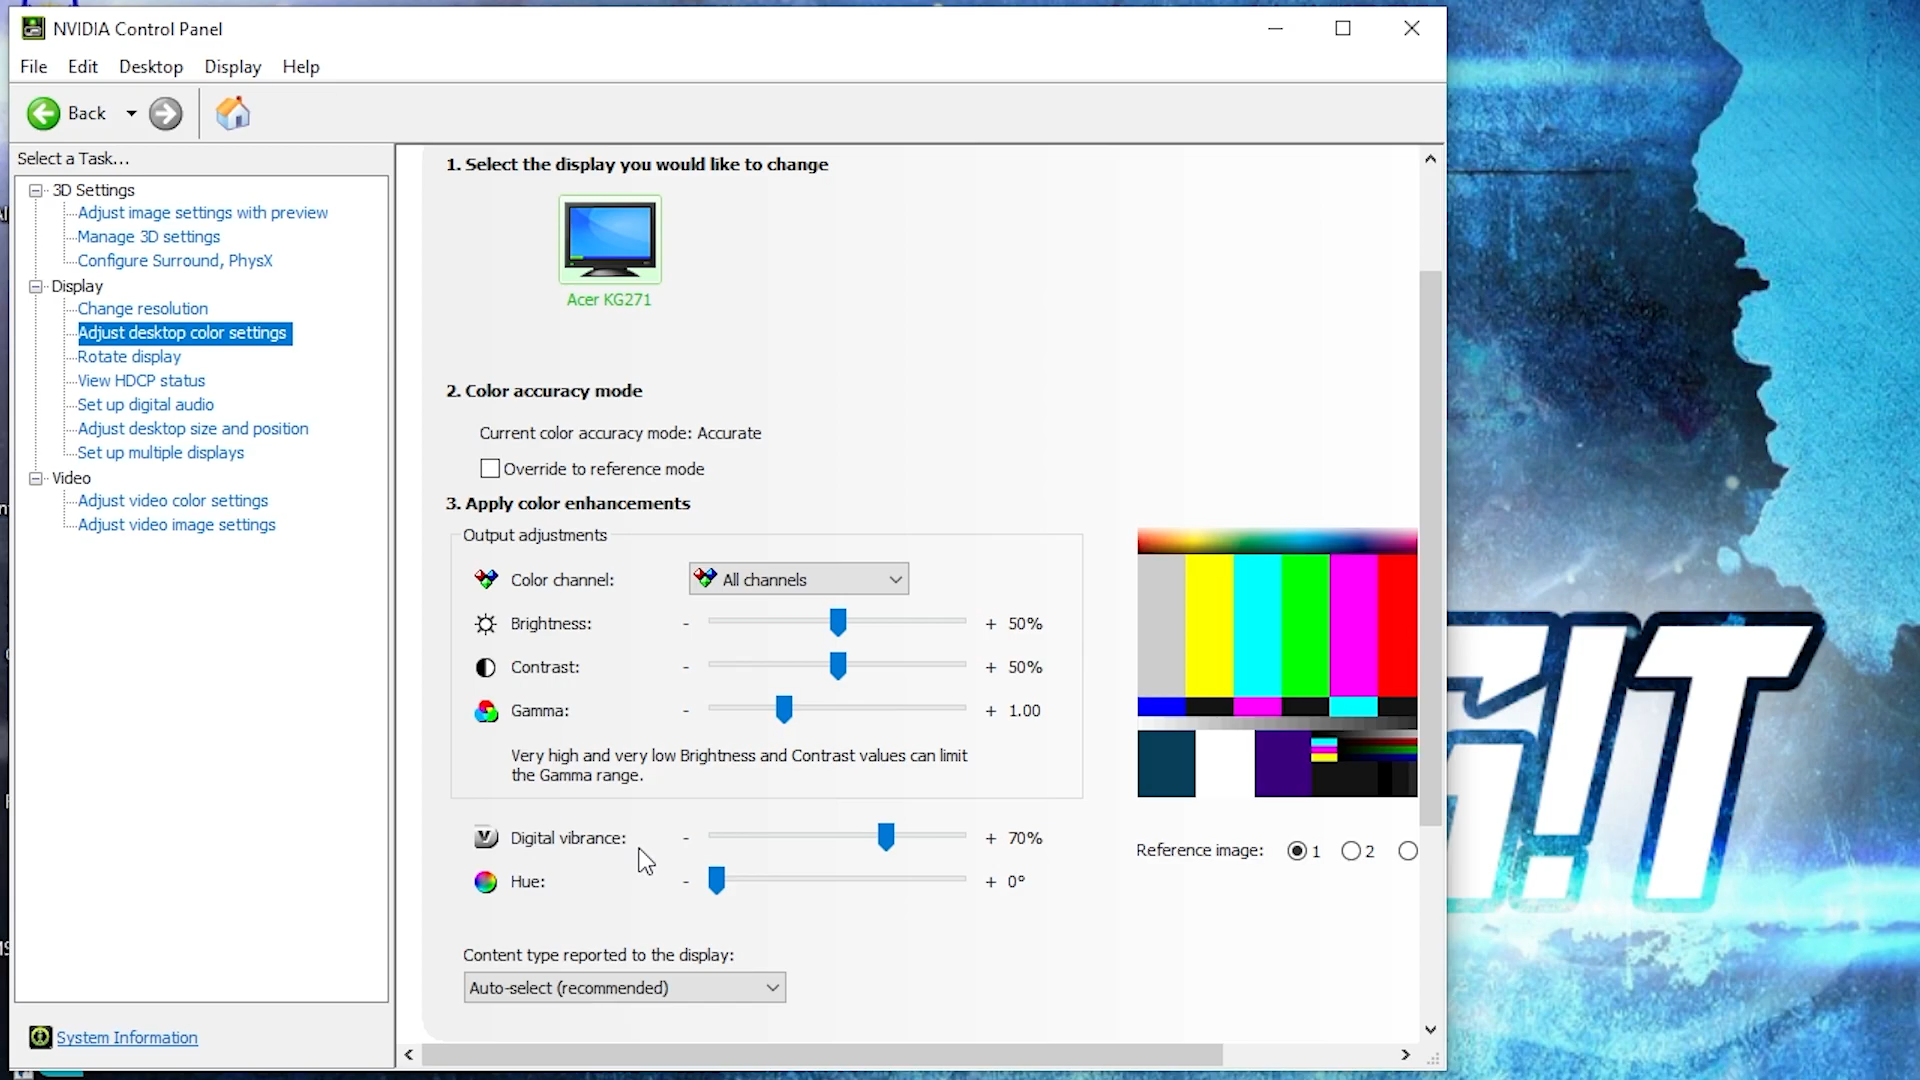 NVIDIA Control Panel
File Edit Desktop Display Help
Back
Select a Task...
3D Settings
Adjust image settings with preview
Manage 3D settings
Configure Surround, PhysX
Display
Change resolution
Adjust desktop color settings
Rotate display
View HDCP status
Set up digital audio
Adjust desktop size and position
Set up multiple displays
Video
Adjust video color settings
Adjust video image settings
System Information
1. Select the display you would like to change
Acer KG271
2. Color accuracy mode
Current color accuracy mode: Accurate
Override to reference mode
3. Apply color enhancements
Output adjustments
Color channel: All channels
Brightness: - + 50%
Contrast: - + 50%
Gamma: - + 1.00
Very high and very low Brightness and Contrast values can limit
the Gamma range.
Digital vibrance: - + 70%
Hue: - + 0°
Reference image: 1 2
Content type reported to the display:
Auto-select (recommended)